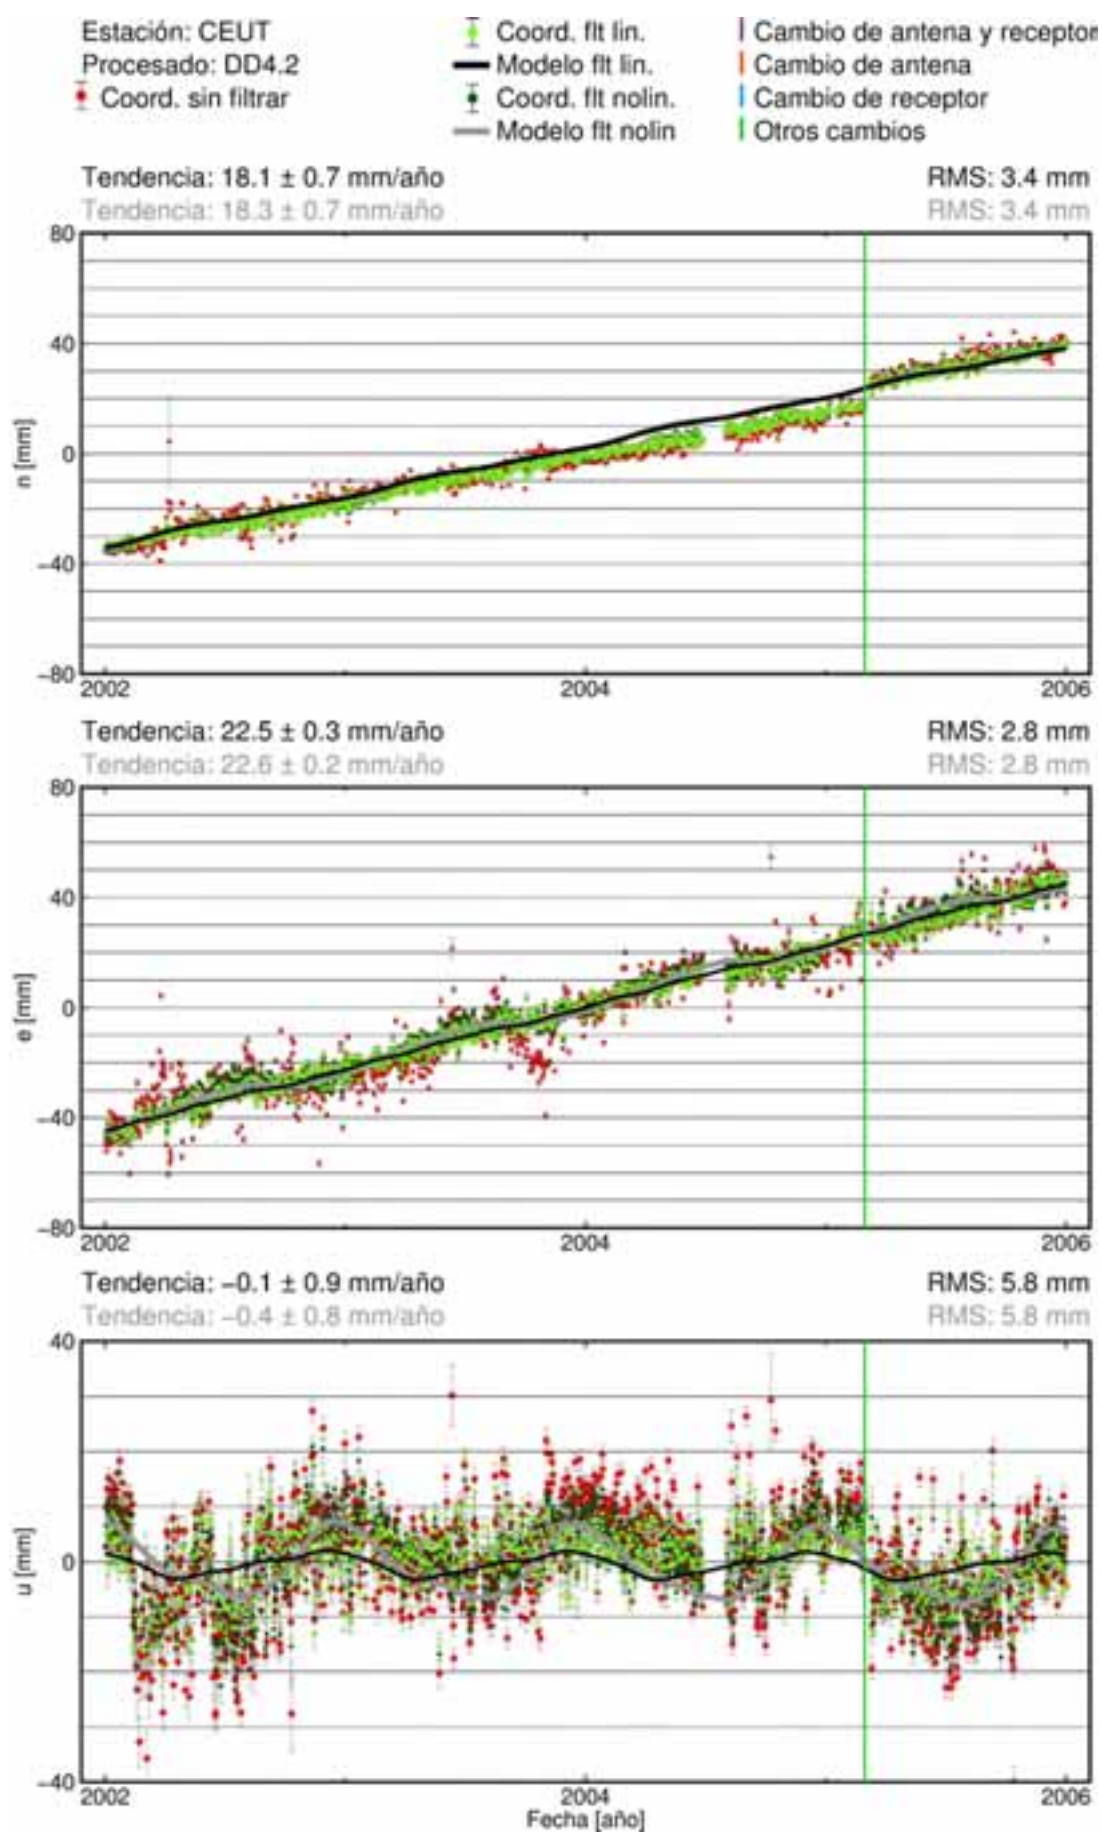 Estación: CEUT
Procesado: DD4.2
Coord. sin filtrar
Coord. flt lin.
Modelo flt lin.
Coord. flt nolin.
Modelo flt nolin
Cambio de antena y receptor
Cambio de antena
Cambio de receptor
Otros cambios
Tendencia: 18.1 ± 0.7 mm/año RMS: 3.4 mm
Tendencia: 18.3 ± 0.7 mm/año RMS: 3.4 mm
80
40
0
−40
−80
n [mm]
2002 2004 2006
Tendencia: 22.5 ± 0.3 mm/año RMS: 2.8 mm
Tendencia: 22.6 ± 0.2 mm/año RMS: 2.8 mm
80
40
0
−40
−80
e [mm]
2002 2004 2006
Tendencia: −0.1 ± 0.9 mm/año RMS: 5.8 mm
Tendencia: −0.4 ± 0.8 mm/año RMS: 5.8 mm
40
0
−40
u [mm]
2002 2004 2006
Fecha [año]